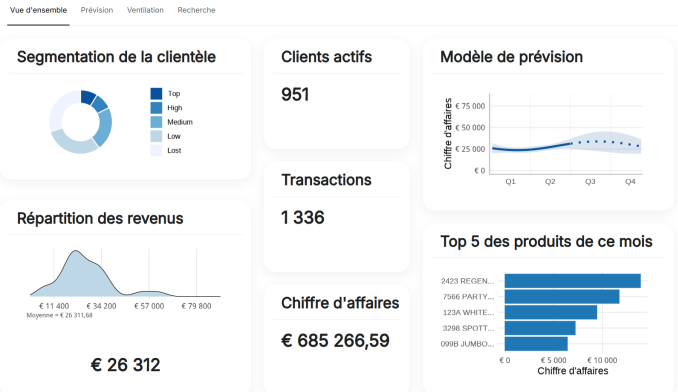 Vue d'ensemble Prévision Ventilation Recherche
Segmentation de la clientèle
Top
High
Medium
Low
Lost
Répartition des revenus
€ 11 400 € 34 200 € 57 000 € 79 800
Moyenne = € 26 311,68
€ 26 312
Clients actifs
951
Transactions
1 336
Chiffre d'affaires
€ 685 266,59
Modèle de prévision
Chiffre d'affaires
€ 75 000
€ 50 000
€ 25 000
€ 0
Q1 Q2 Q3 Q4
Top 5 des produits de ce mois
2423 REGEN...
7566 PARTY...
123A WHITE...
3298 SPOTT...
099B JUMBO...
€ 0 € 5 000 € 10 000
Chiffre d'affaires